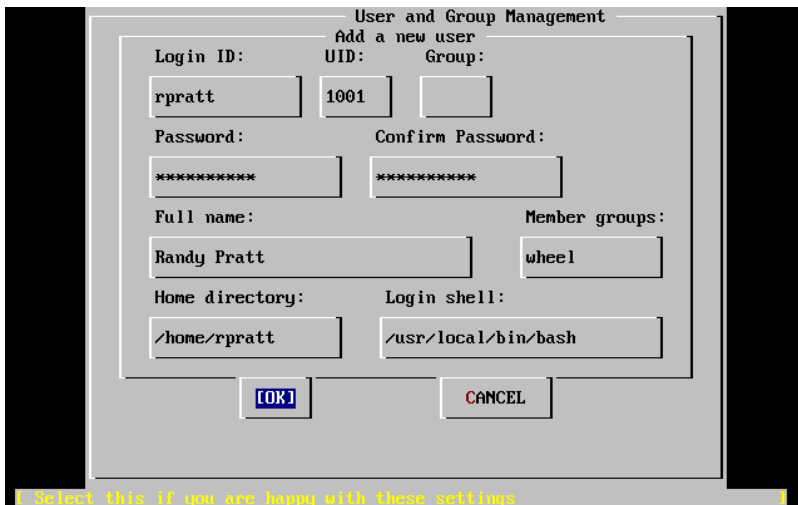 User and Group Management
Add a new user
Login ID: UID: Group:
rpratt 1001
Password: Confirm Password:
********** **********
Full name: Member groups:
Randy Pratt wheel
Home directory: Login shell:
/home/rpratt /usr/local/bin/bash
[OK] CANCEL
[ Select this if you are happy with these settings ]